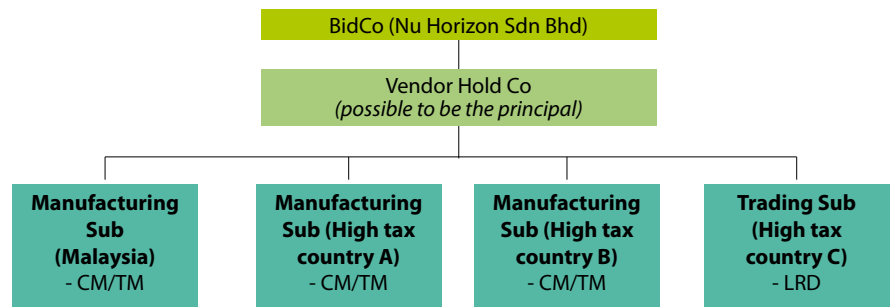 BidCo (Nu Horizon Sdn Bhd)
Vendor Hold Co
(possible to be the principal)
Manufacturing
Sub
(Malaysia)
- CM/TM
Manufacturing
Sub (High tax
country A)
- CM/TM
Manufacturing
Sub (High tax
country B)
- CM/TM
Trading Sub
(High tax
country C)
- LRD